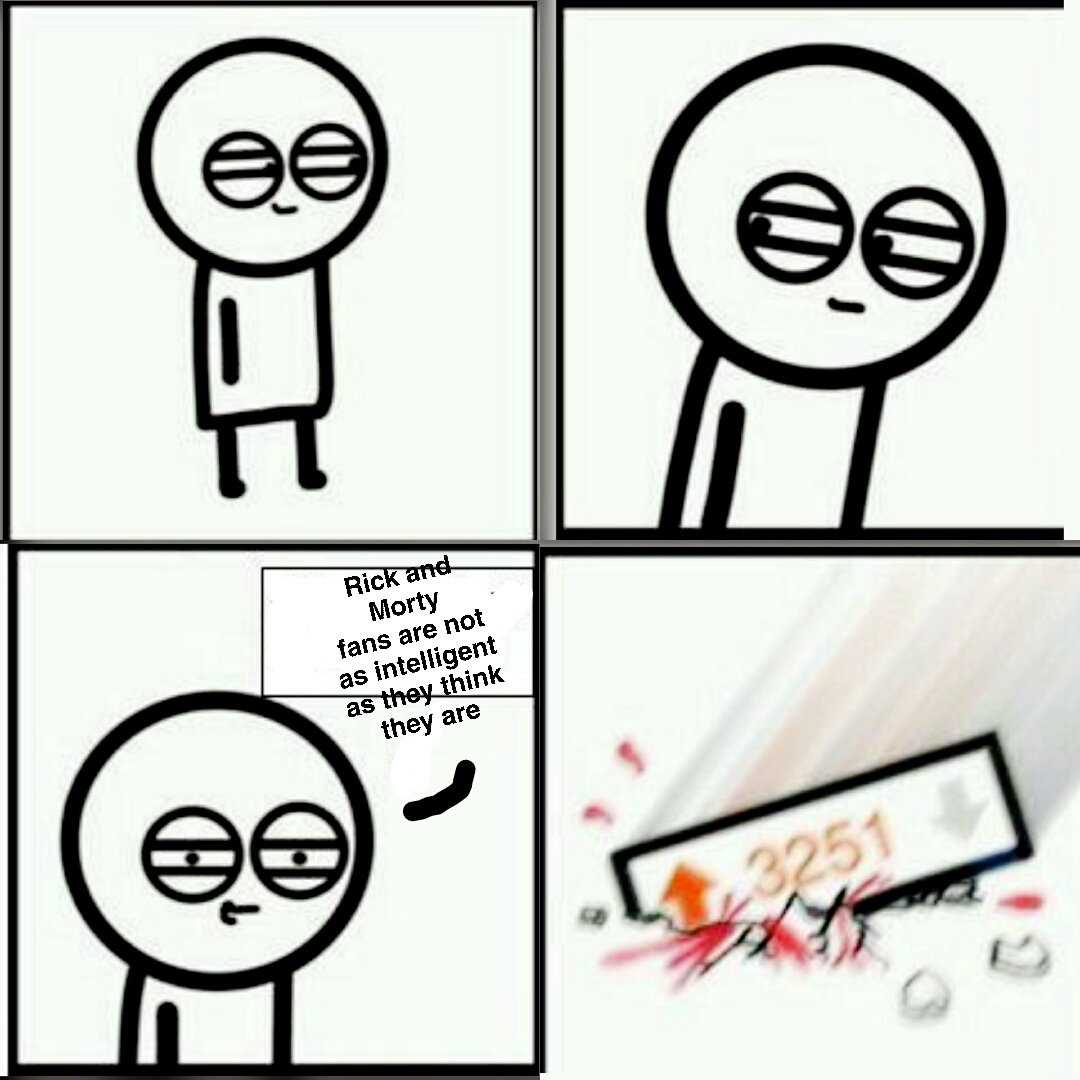 Rick and
Morty
fans are not
as intelligent
as they think
they are
3251